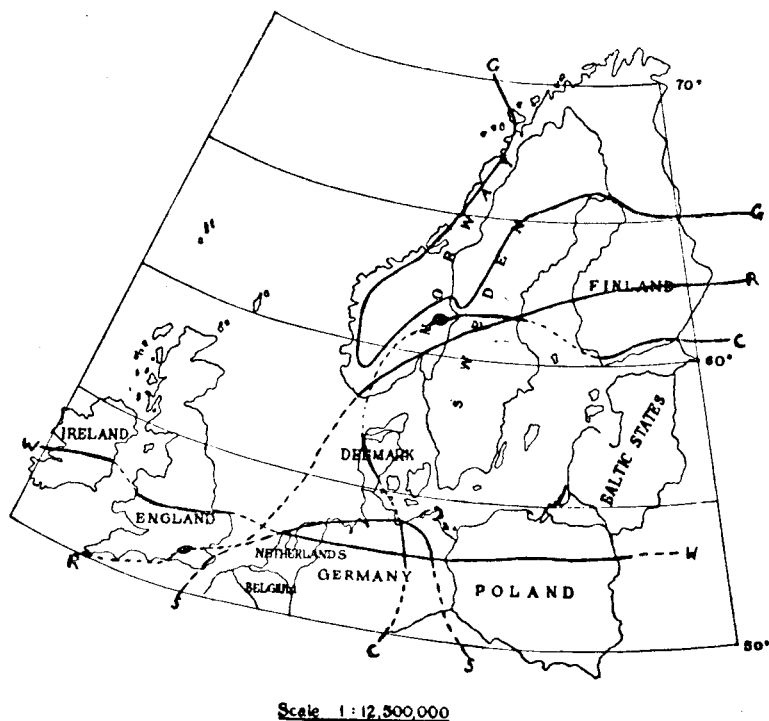 G
70°
NORWAY
G
SWEDEN
FINLAND
R
C
60°
IRELAND
W
DENMARK
BALTIC STATES
ENGLAND
NETHERLANDS
W
R
GERMANY
BELGIUM
POLAND
S
C
S
50°
Scale 1:12,500,000